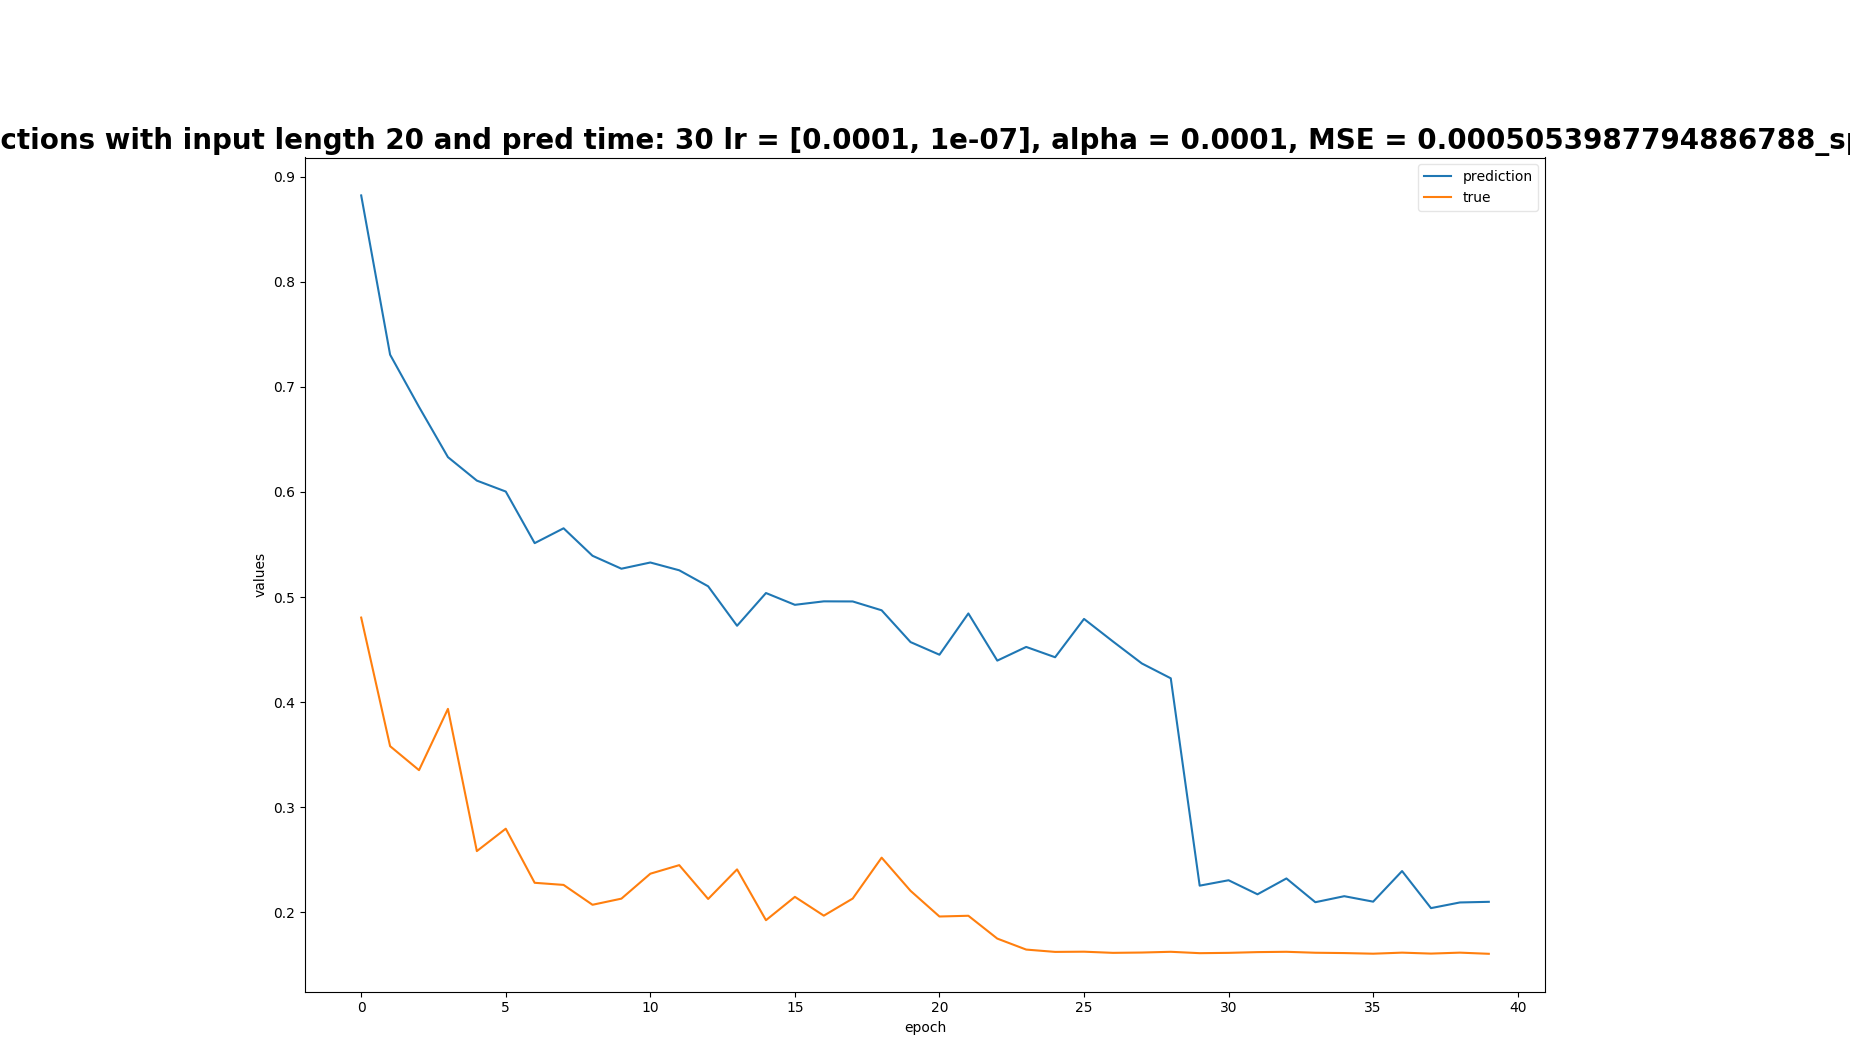 ctions with input length 20 and pred time: 30 lr = [0.0001, 1e-07], alpha = 0.0001, MSE = 0.0005053987794886788_sp
prediction
true
0.9
0.8
0.7
0.6
0.5
0.4
0.3
0.2
values
0 5 10 15 20 25 30 35 40
epoch